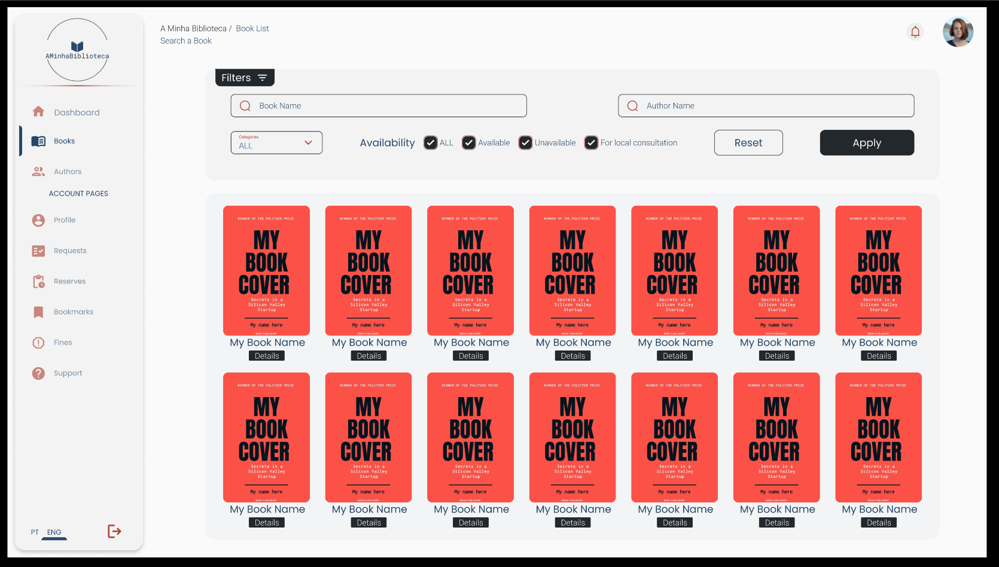 AMinhaBiblioteca
Dashboard
Books
Authors
ACCOUNT PAGES
Profile
Requests
Reserves
Bookmarks
Fines
Support
PT ENG
A Minha Biblioteca / Book List
Search a Book
Filters
Book Name
Author Name
Categories
ALL
Availability ALL Available Unavailable For local consultation
Reset
Apply
WINNER OF THE PULITZER PRIZE
MY
BOOK
COVER
Secrets in a
Silicon Valley
Startup
My name here
BOOK PUBLISHER
My Book Name
Details
WINNER OF THE PULITZER PRIZE
MY
BOOK
COVER
Secrets in a
Silicon Valley
Startup
My name here
BOOK PUBLISHER
My Book Name
Details
WINNER OF THE PULITZER PRIZE
MY
BOOK
COVER
Secrets in a
Silicon Valley
Startup
My name here
BOOK PUBLISHER
My Book Name
Details
WINNER OF THE PULITZER PRIZE
MY
BOOK
COVER
Secrets in a
Silicon Valley
Startup
My name here
BOOK PUBLISHER
My Book Name
Details
WINNER OF THE PULITZER PRIZE
MY
BOOK
COVER
Secrets in a
Silicon Valley
Startup
My name here
BOOK PUBLISHER
My Book Name
Details
WINNER OF THE PULITZER PRIZE
MY
BOOK
COVER
Secrets in a
Silicon Valley
Startup
My name here
BOOK PUBLISHER
My Book Name
Details
WINNER OF THE PULITZER PRIZE
MY
BOOK
COVER
Secrets in a
Silicon Valley
Startup
My name here
BOOK PUBLISHER
My Book Name
Details
WINNER OF THE PULITZER PRIZE
MY
BOOK
COVER
Secrets in a
Silicon Valley
Startup
My name here
BOOK PUBLISHER
My Book Name
Details
WINNER OF THE PULITZER PRIZE
MY
BOOK
COVER
Secrets in a
Silicon Valley
Startup
My name here
BOOK PUBLISHER
My Book Name
Details
WINNER OF THE PULITZER PRIZE
MY
BOOK
COVER
Secrets in a
Silicon Valley
Startup
My name here
BOOK PUBLISHER
My Book Name
Details
WINNER OF THE PULITZER PRIZE
MY
BOOK
COVER
Secrets in a
Silicon Valley
Startup
My name here
BOOK PUBLISHER
My Book Name
Details
WINNER OF THE PULITZER PRIZE
MY
BOOK
COVER
Secrets in a
Silicon Valley
Startup
My name here
BOOK PUBLISHER
My Book Name
Details
WINNER OF THE PULITZER PRIZE
MY
BOOK
COVER
Secrets in a
Silicon Valley
Startup
My name here
BOOK PUBLISHER
My Book Name
Details
WINNER OF THE PULITZER PRIZE
MY
BOOK
COVER
Secrets in a
Silicon Valley
Startup
My name here
BOOK PUBLISHER
My Book Name
Details